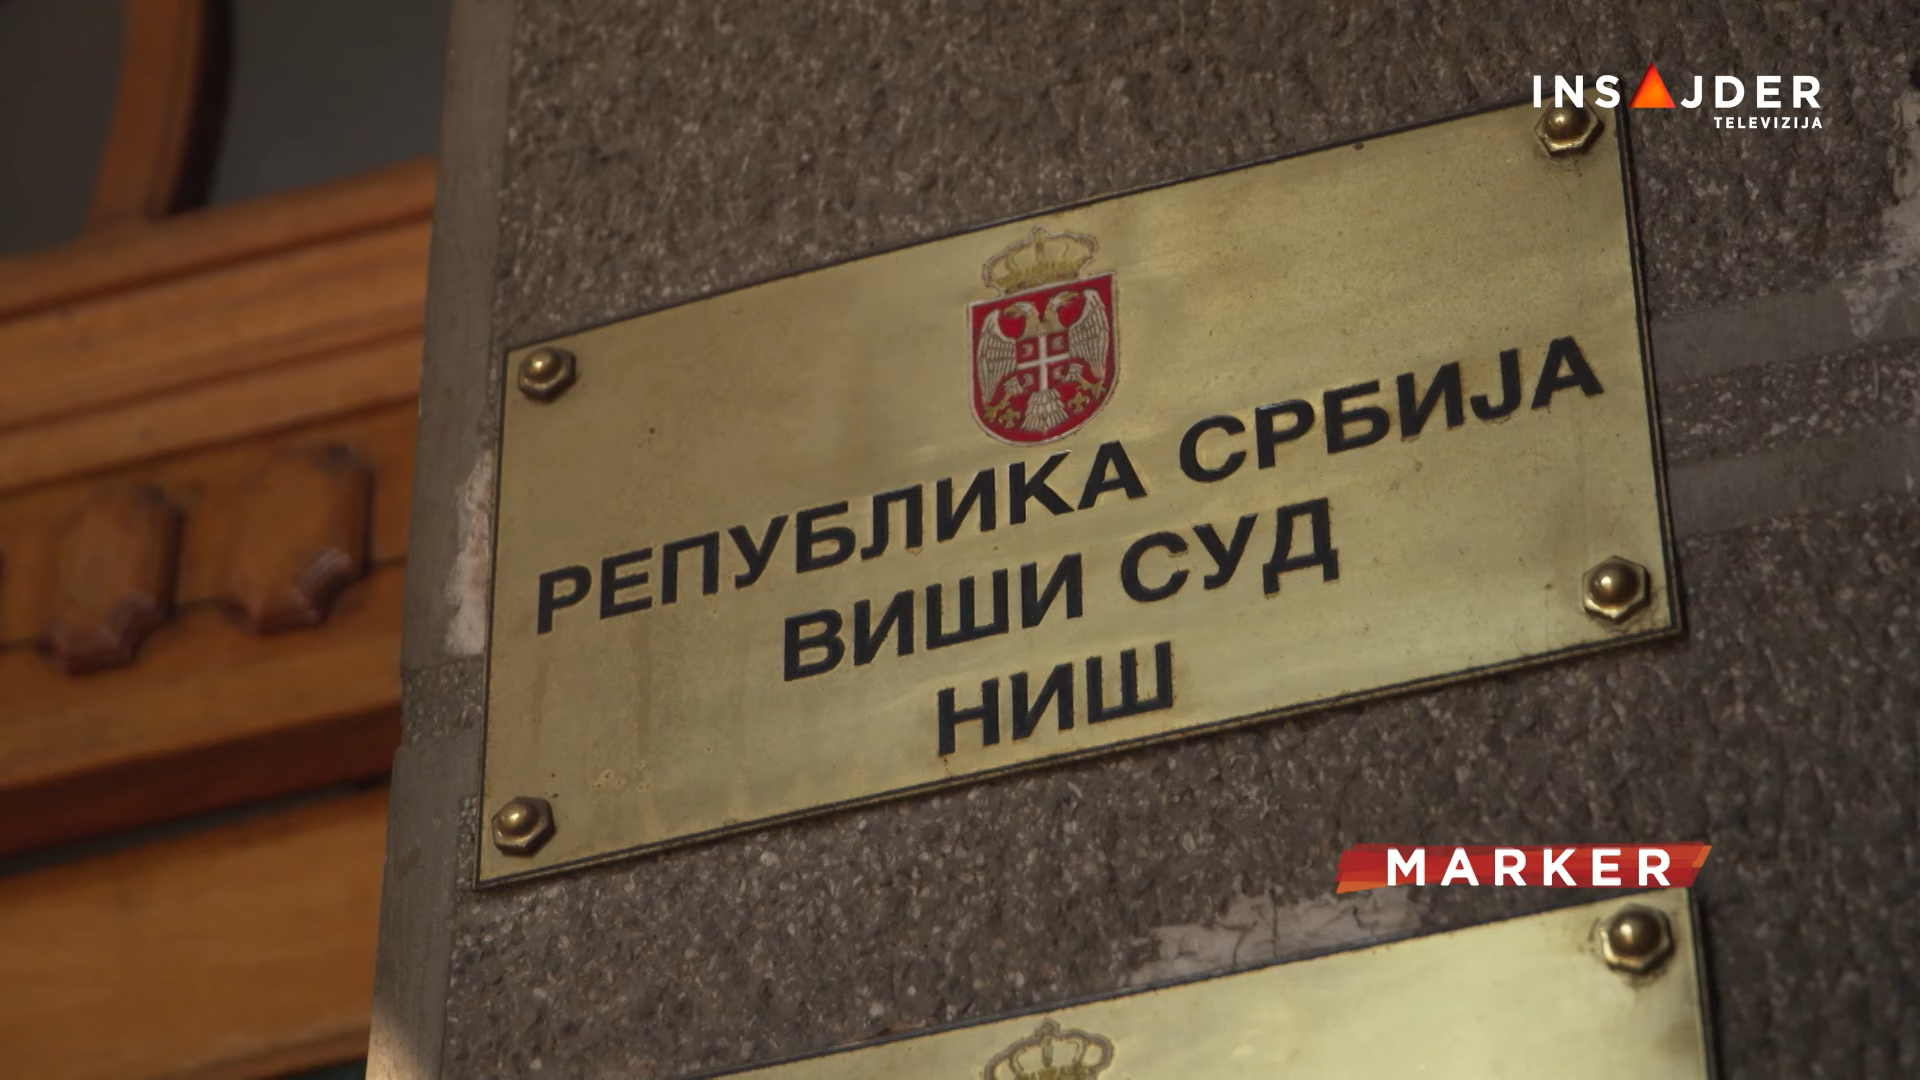 INSAJDER
TELEVIZIJA
РЕПУБЛИКА СРБИЈА
ВИШИ СУД
НИШ
MARKER